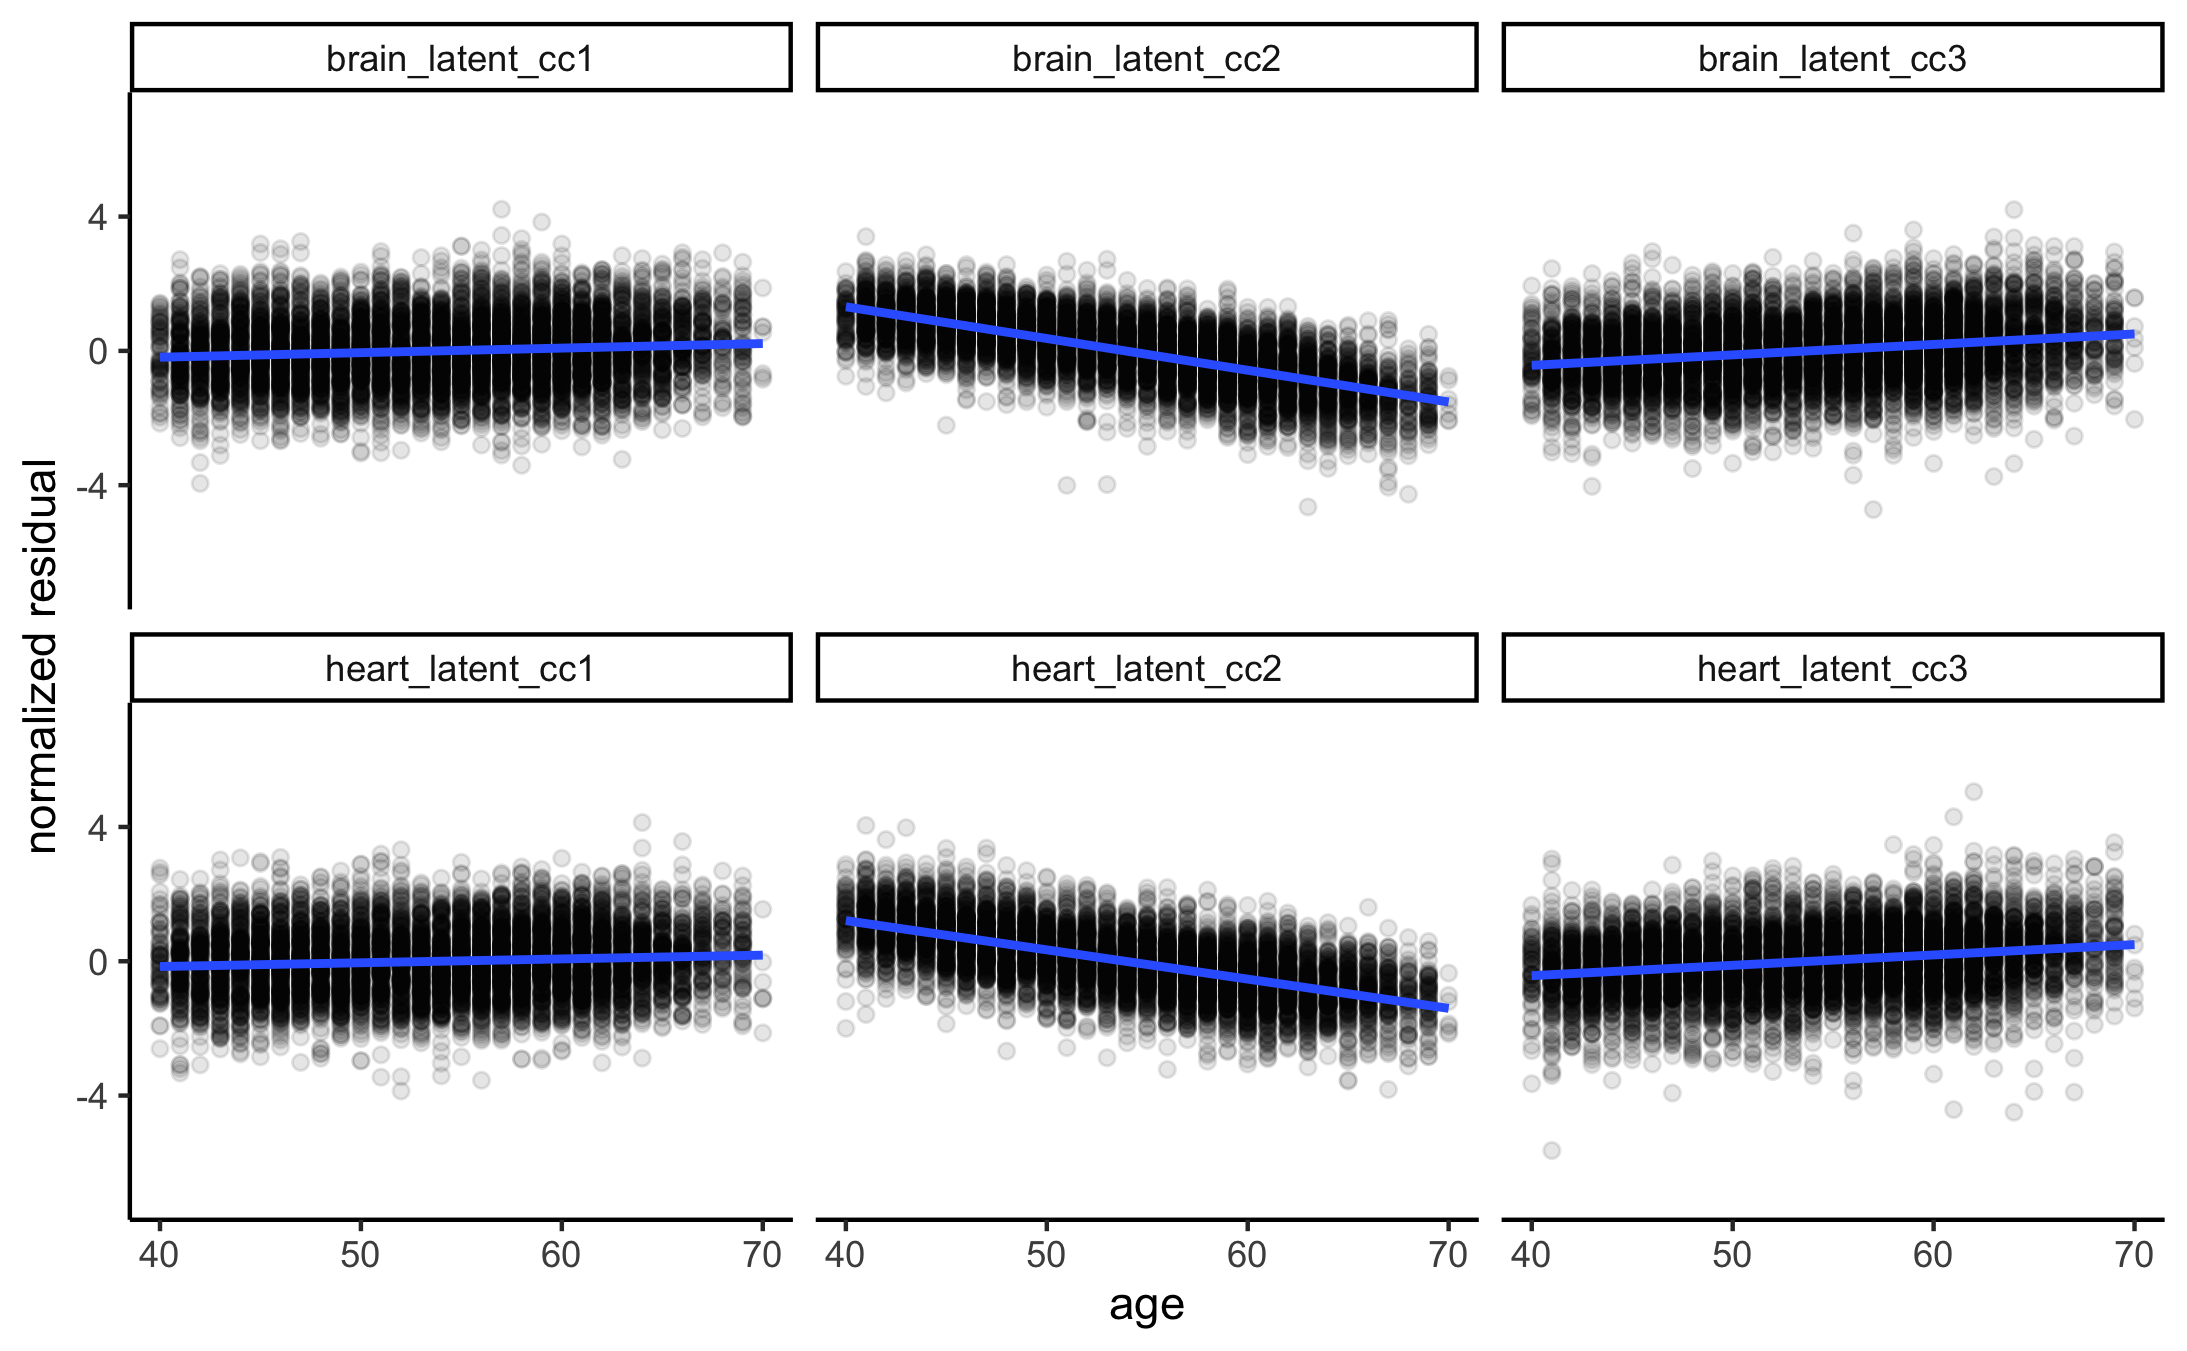 brain_latent_cc1
brain_latent_cc2
brain_latent_cc3
4
0
-4
normalized residual
heart_latent_cc1
heart_latent_cc2
heart_latent_cc3
4
0
-4
40 50 60 70
40 50 60 70
40 50 60 70
age